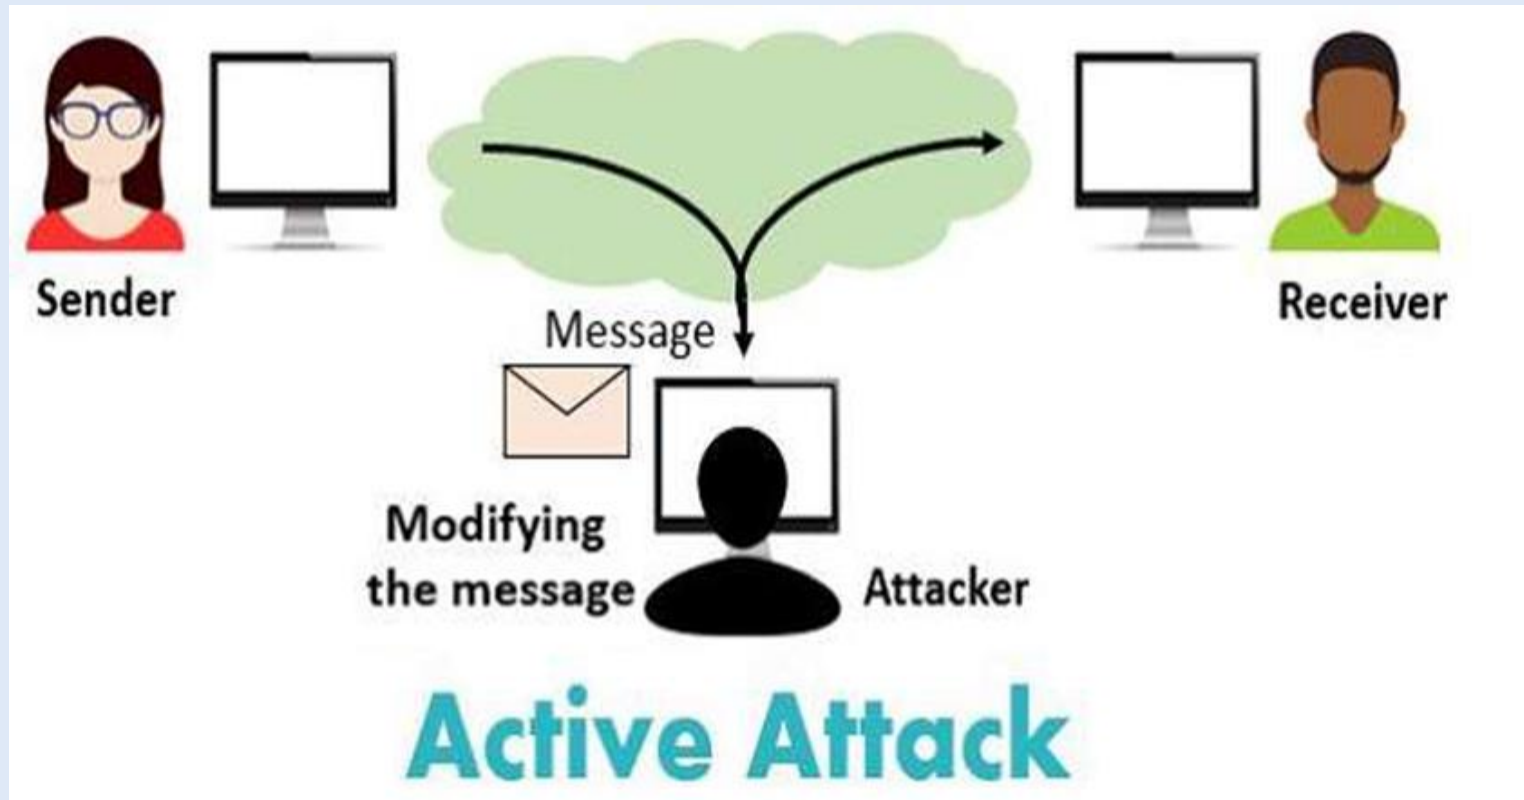 Sender
Receiver
Message
Modifying
the message
Attacker
Active Attack